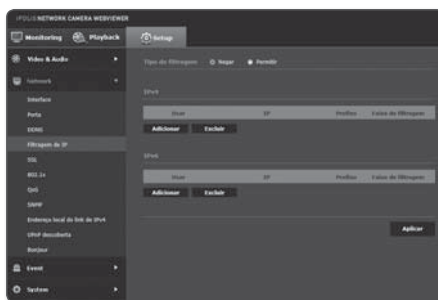 iPOLiS NETWORK CAMERA WEBVIEWER
Monitoring Playback Setup
Video & Audio
Network
Interface
Porta
DDNS
Filtragem de IP
SSL
802.1x
QoS
SNMP
Endereço local do link de IPv4
UPnP descoberta
Bonjour
Event
System
Tipo de filtragem Negar Permitir
IPv4
Usar IP Prefixo Faixa de filtragem
Adicionar Excluir
IPv6
Usar IP Prefixo Faixa de filtragem
Adicionar Excluir
Aplicar